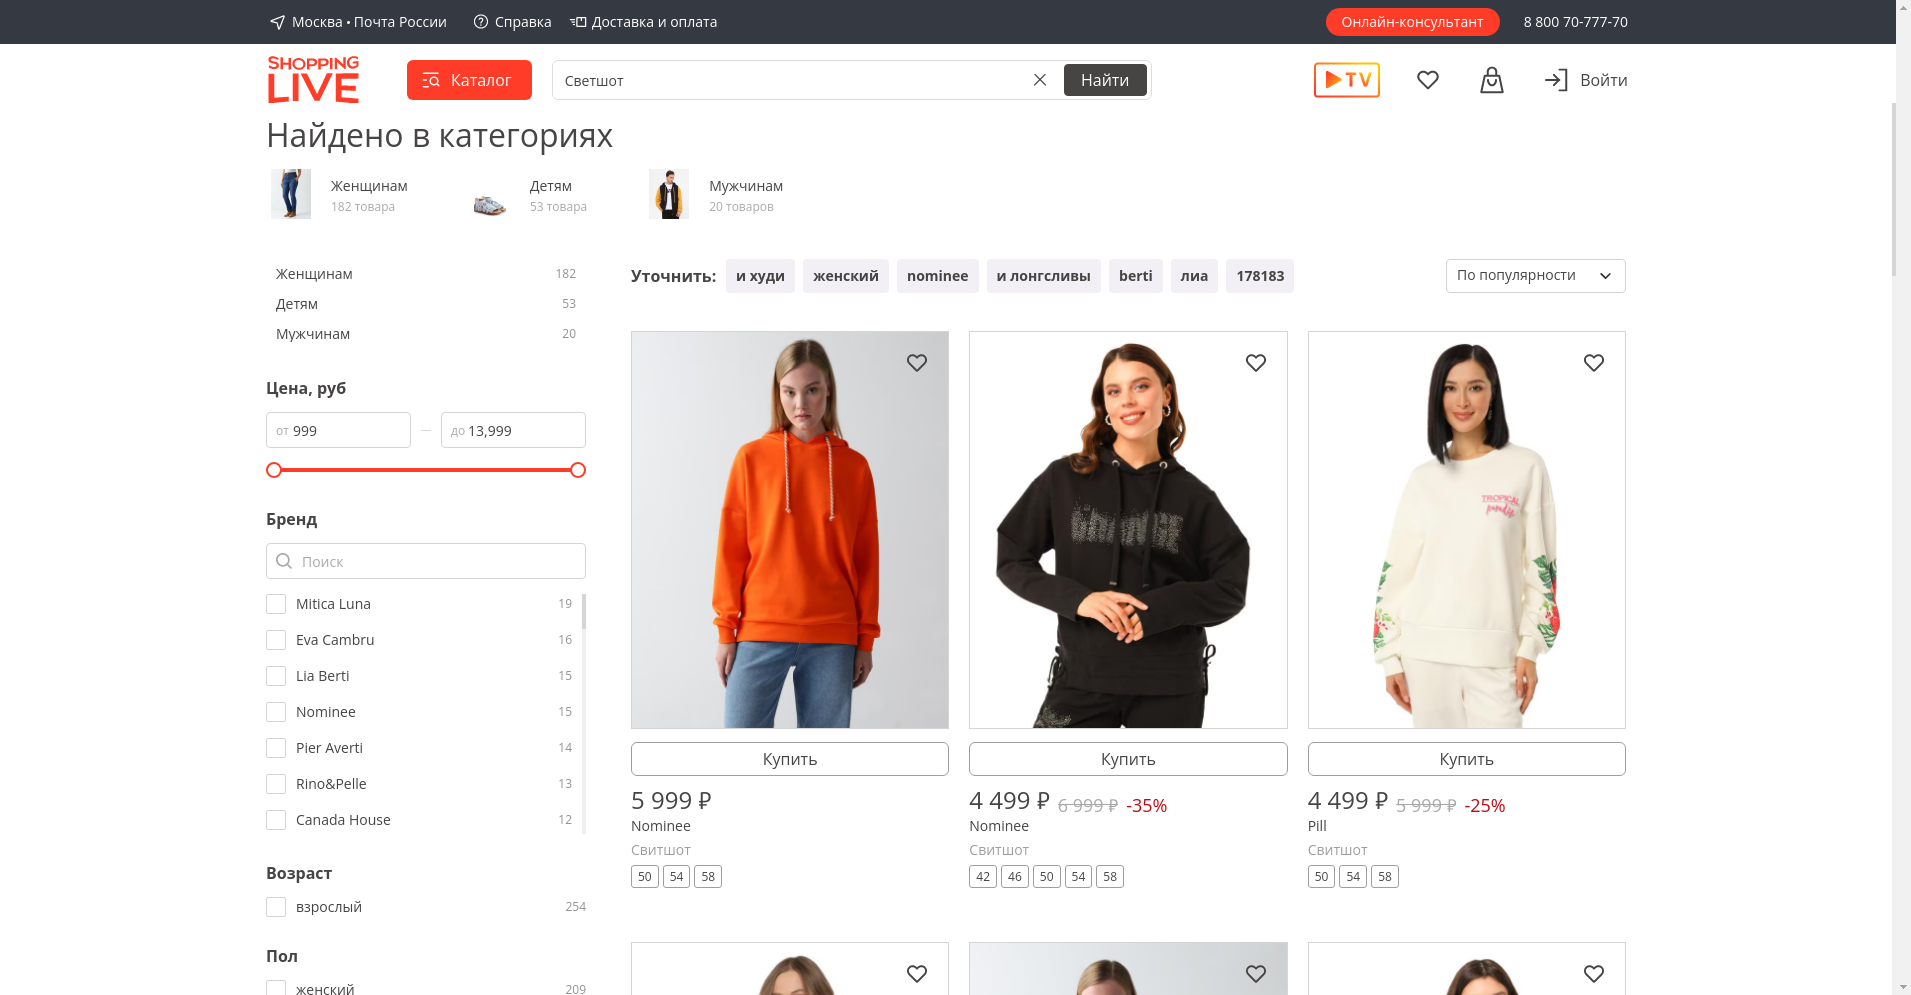 Москва • Почта России
Справка
Доставка и оплата
Онлайн-консультант
8 800 70-777-70
SHOPPING
LIVE
Каталог
Светшот
Найти
TV
Войти
Найдено в категориях
Женщинам
182 товара
Детям
53 товара
Мужчинам
20 товаров
Женщинам 182
Детям 53
Мужчинам 20
Цена, руб
от 999 — до 13,999
Бренд
Поиск
Mitica Luna 19
Eva Cambru 16
Lia Berti 15
Nominee 15
Pier Averti 14
Rino&Pelle 13
Canada House 12
Возраст
взрослый 254
Пол
женский 209
Уточнить: и худи женский nominee и лонгсливы berti лиа 178183
По популярности
TROPICAL
paradise
Купить
5 999 ₽
Nominee
Свитшот
50 54 58
Купить
4 499 ₽ 6 999 ₽ -35%
Nominee
Свитшот
42 46 50 54 58
Купить
4 499 ₽ 5 999 ₽ -25%
Pill
Свитшот
50 54 58